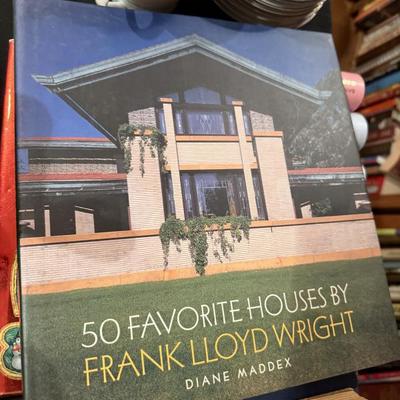 50 FAVORITE HOUSES BY
FRANK LLOYD WRIGHT
DIANE MADDEX